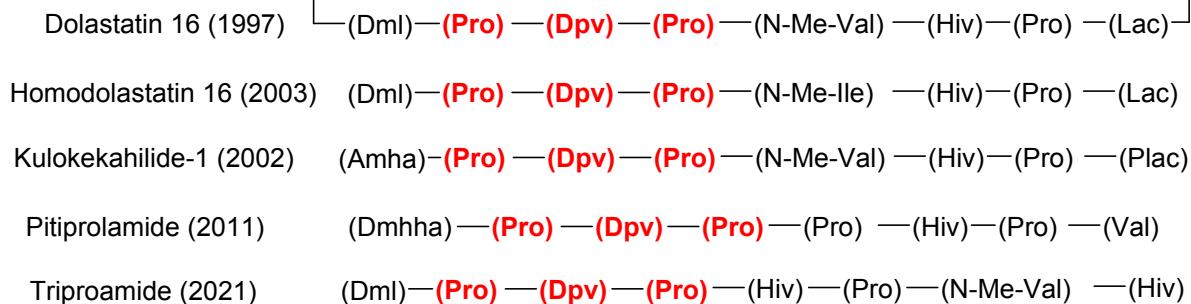 Dolastatin 16 (1997) (Dml)—(Pro)—(Dpv)—(Pro)—(N-Me-Val)—(Hiv)—(Pro)—(Lac)
Homodolastatin 16 (2003) (Dml)—(Pro)—(Dpv)—(Pro)—(N-Me-Ile)—(Hiv)—(Pro)—(Lac)
Kulokekahilide-1 (2002) (Amha)—(Pro)—(Dpv)—(Pro)—(N-Me-Val)—(Hiv)—(Pro)—(Plac)
Pitiprolamide (2011) (Dmhha)—(Pro)—(Dpv)—(Pro)—(Pro)—(Hiv)—(Pro)—(Val)
Triproamide (2021) (Dml)—(Pro)—(Dpv)—(Pro)—(Hiv)—(Pro)—(N-Me-Val)—(Hiv)